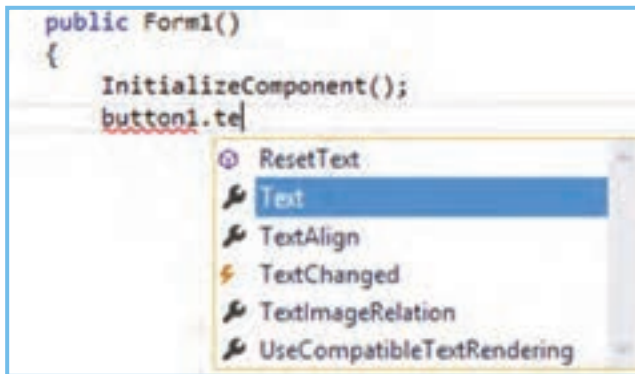 public Form1()
{
InitializeComponent();
button1.te
ResetText
Text
TextAlign
TextChanged
TextImageRelation
UseCompatibleTextRendering